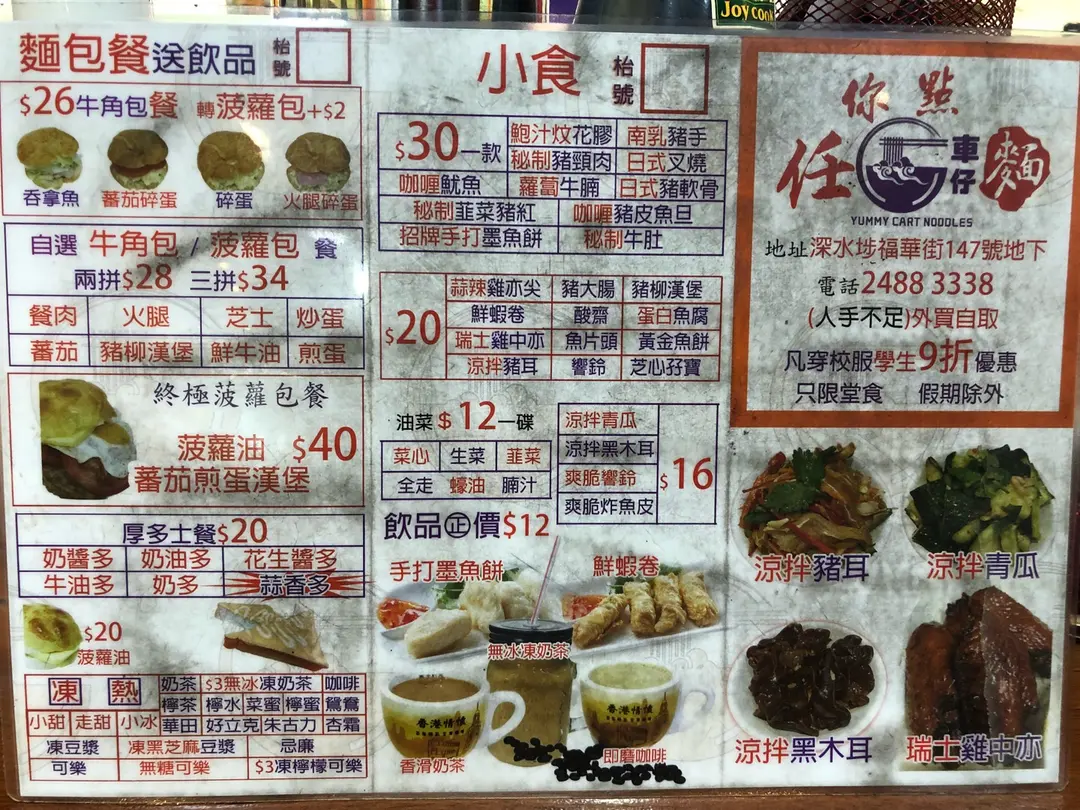 Joy cook
麵包餐送飲品 枱號
$26牛角包餐 轉菠蘿包+$2
吞拿魚 蕃茄碎蛋 碎蛋 火腿碎蛋
自選 牛角包 / 菠蘿包 餐
兩拼$28 三拼$34
餐肉 火腿 芝士 炒蛋
蕃茄 豬柳漢堡 鮮牛油 煎蛋
終極菠蘿包餐
菠蘿油 $40
蕃茄煎蛋漢堡
厚多士餐$20
奶醬多 奶油多 花生醬多
牛油多 奶多 蒜香多
$20
菠蘿油
凍 熱 奶茶 $3無冰凍奶茶 咖啡
檸茶 檸水 菜蜜 檸蜜 鴛鴦
小甜 走甜 小冰 華田 好立克 朱古力 杏霜
凍豆漿 凍黑芝麻豆漿 忌廉
可樂 無糖可樂 $3凍檸檬可樂
小食 枱號
$30一款 鮑汁炆花膠 南乳豬手
秘制豬頸肉 日式叉燒
咖喱魷魚 蘿蔔牛腩 日式豬軟骨
秘制韮菜豬紅 咖喱豬皮魚旦
招牌手打墨魚餅 秘制牛肚
$20 蒜辣雞亦尖 豬大腸 豬柳漢堡
鮮蝦卷 酸齋 蛋白魚腐
瑞士雞中亦 魚片頭 黃金魚餅
涼拌豬耳 響鈴 芝心孖寶
油菜 $12一碟
菜心 生菜 韮菜
全走 蠔油 腩汁
涼拌青瓜
涼拌黑木耳
爽脆響鈴
爽脆炸魚皮
$16
飲品正價$12
手打墨魚餅 鮮蝦卷
無冰凍奶茶
香港情懷
香港情懷
香滑奶茶 即磨咖啡
你點
任 車仔麵
YUMMY CART NOODLES
地址深水埗福華街147號地下
電話2488 3338
(人手不足)外買自取
凡穿校服學生9折優惠
只限堂食 假期除外
涼拌豬耳 涼拌青瓜
涼拌黑木耳 瑞士雞中亦